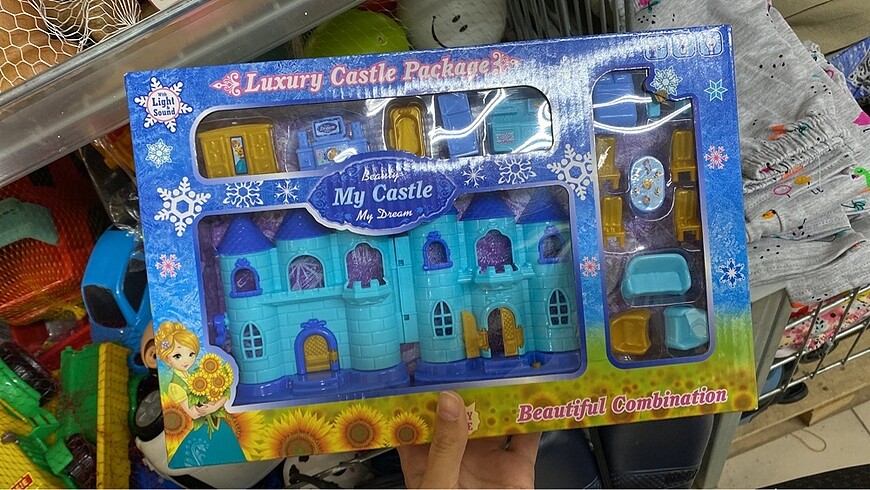 Luxury Castle Package
With
Light &
Sound
Beauty
My Castle
My Dream
Beautiful Combination